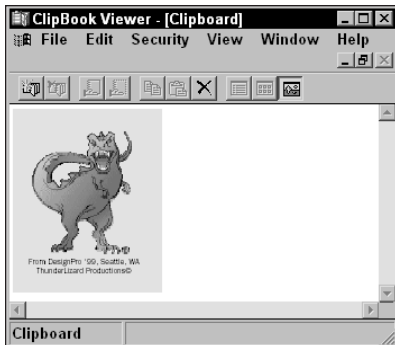 ClipBook Viewer - [Clipboard]
File Edit Security View Window Help
From DesignPro '99, Seattle, WA
ThunderLizard Productions©
Clipboard